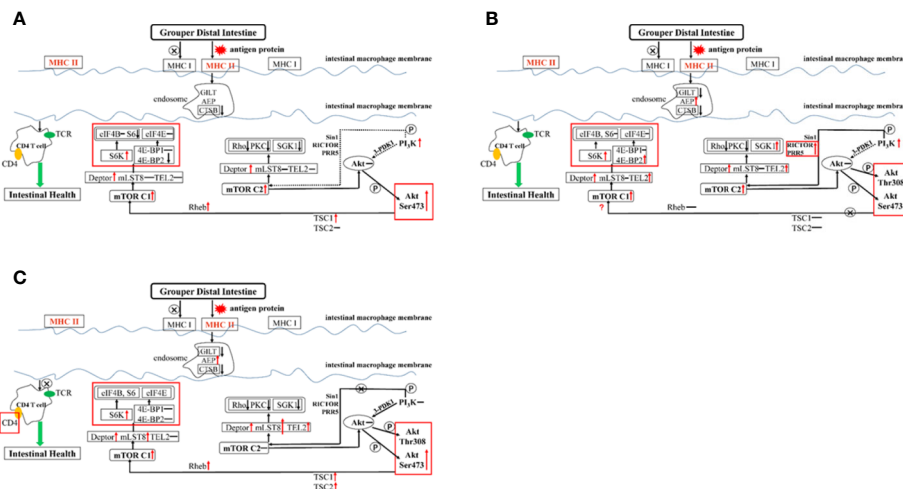 A
Grouper Distal Intestine
antigen protein
MHC II
MHC I
MHC II
MHC I
intestinal macrophage membrane
endosome
GILT
AEP
CTSB
intestinal macrophage membrane
TCR
CD4 T cell
CD4
Intestinal Health
eIF4B S6 eIF4E
S6K
4E-BP1
4E-BP2
Deptor mLST8 TEL2
mTOR C1
Rheb
TSC1
TSC2
Rho PKC SGK1
Deptor mLST8 TEL2
mTOR C2
Sin1
RICTOR
PRR5
P
3-PDK1
PI3K
Akt
P
Akt
Ser473
B
Grouper Distal Intestine
antigen protein
MHC II
MHC I
MHC II
MHC I
intestinal macrophage membrane
endosome
GILT
AEP
CTSB
intestinal macrophage membrane
TCR
CD4 T cell
CD4
Intestinal Health
eIF4B, S6 eIF4E
S6K
4E-BP1
4E-BP2
Deptor mLST8 TEL2
mTOR C1
?
Rheb
TSC1
TSC2
Rho PKC SGK1
Deptor mLST8 TEL2
mTOR C2
Sin1
RICTOR
PRR5
P
3-PDK1
PI3K
Akt
P
P
Akt
Thr308
Akt
Ser473
C
Grouper Distal Intestine
antigen protein
MHC II
MHC I
MHC II
MHC I
intestinal macrophage membrane
endosome
GILT
AEP
CTSB
intestinal macrophage membrane
TCR
CD4 T cell
CD4
Intestinal Health
eIF4B, S6 eIF4E
S6K
4E-BP1
4E-BP2
Deptor mLST8 TEL2
mTOR C1
Rheb
TSC1
TSC2
Rho PKC SGK1
Deptor mLST8 TEL2
mTOR C2
Sin1
RICTOR
PRR5
P
3-PDK1
PI3K
Akt
P
P
Akt
Thr308
Akt
Ser473